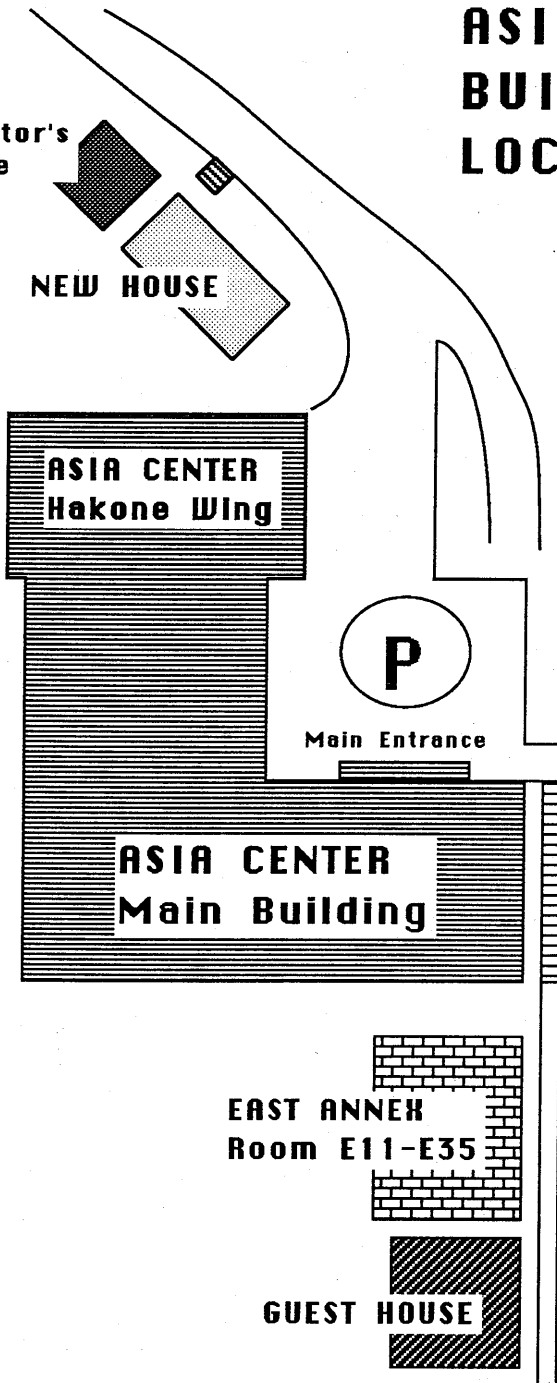 ASI
BUI
LOC
tor's
e
NEW HOUSE
ASIA CENTER
Hakone Wing
P
Main Entrance
ASIA CENTER
Main Building
EAST ANNEX
Room E11-E35
GUEST HOUSE